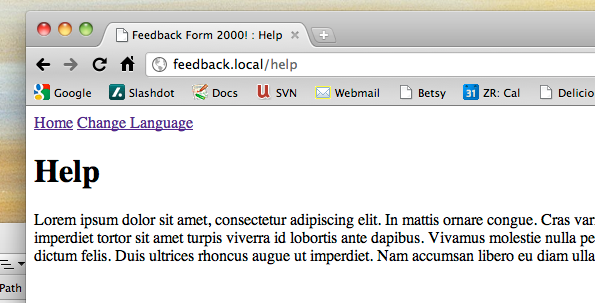 Feedback Form 2000! : Help
feedback.local/help
Google Slashdot Docs SVN Webmail Betsy 31 ZR: Cal Delicio
Home Change Language
Help
Lorem ipsum dolor sit amet, consectetur adipiscing elit. In mattis ornare congue. Cras vari
imperdiet tortor sit amet turpis viverra id lobortis ante dapibus. Vivamus molestie nulla pe
dictum felis. Duis ultrices rhoncus augue ut imperdiet. Nam accumsan libero eu diam ulla
Path